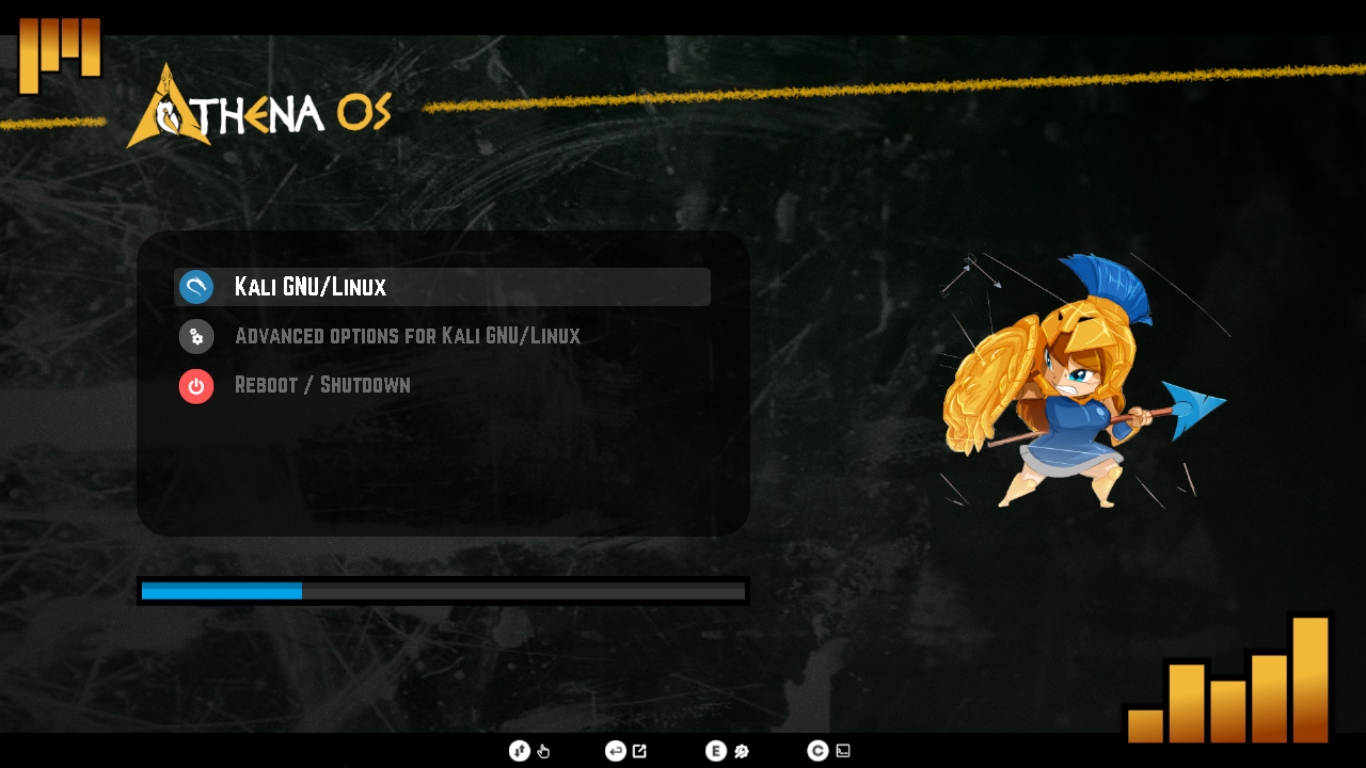 ATHENA OS
KALI GNU/LINUX
ADVANCED OPTIONS FOR KALI GNU/LINUX
REBOOT / SHUTDOWN
E
C